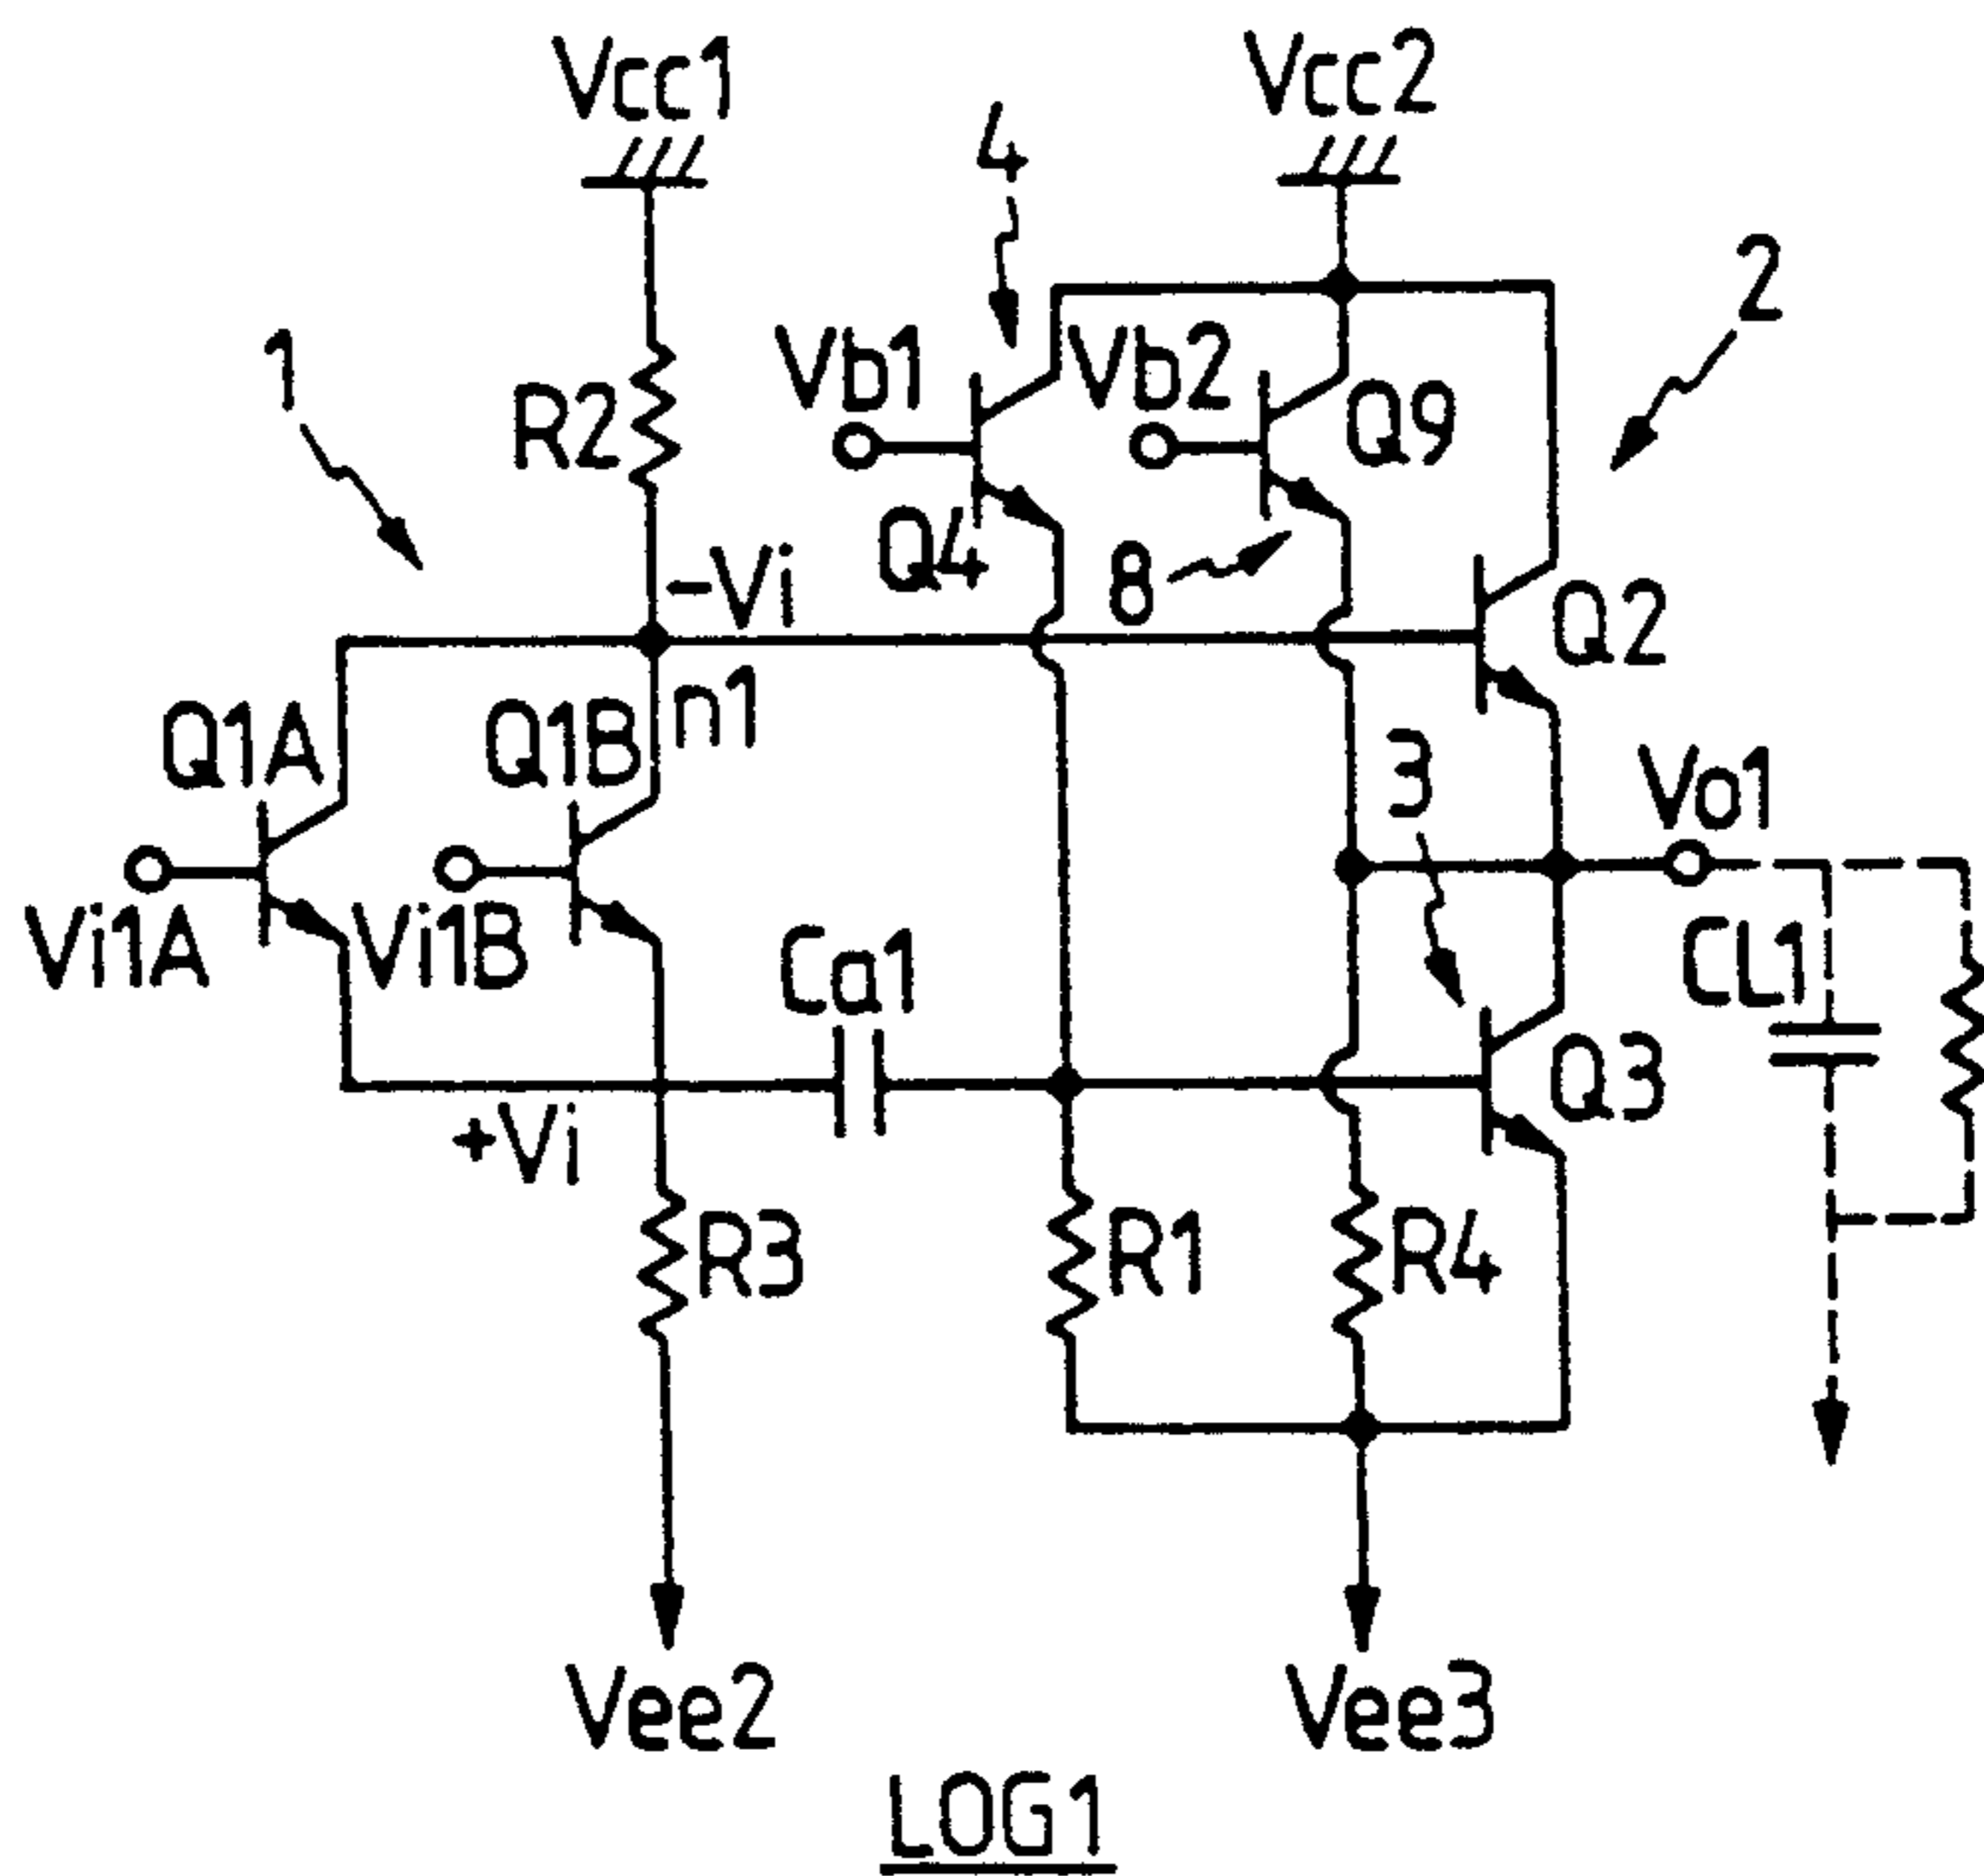 Vcc1
Vcc2
4
2
1
Vb1
Vb2
R2
Q9
Q4
8
-Vi
Q2
n1
Q1A
Q1B
3
Vo1
Vi1A
Vi1B
Ca1
CL1
Q3
+Vi
R3
R1
R4
Vee2
Vee3
LOG1